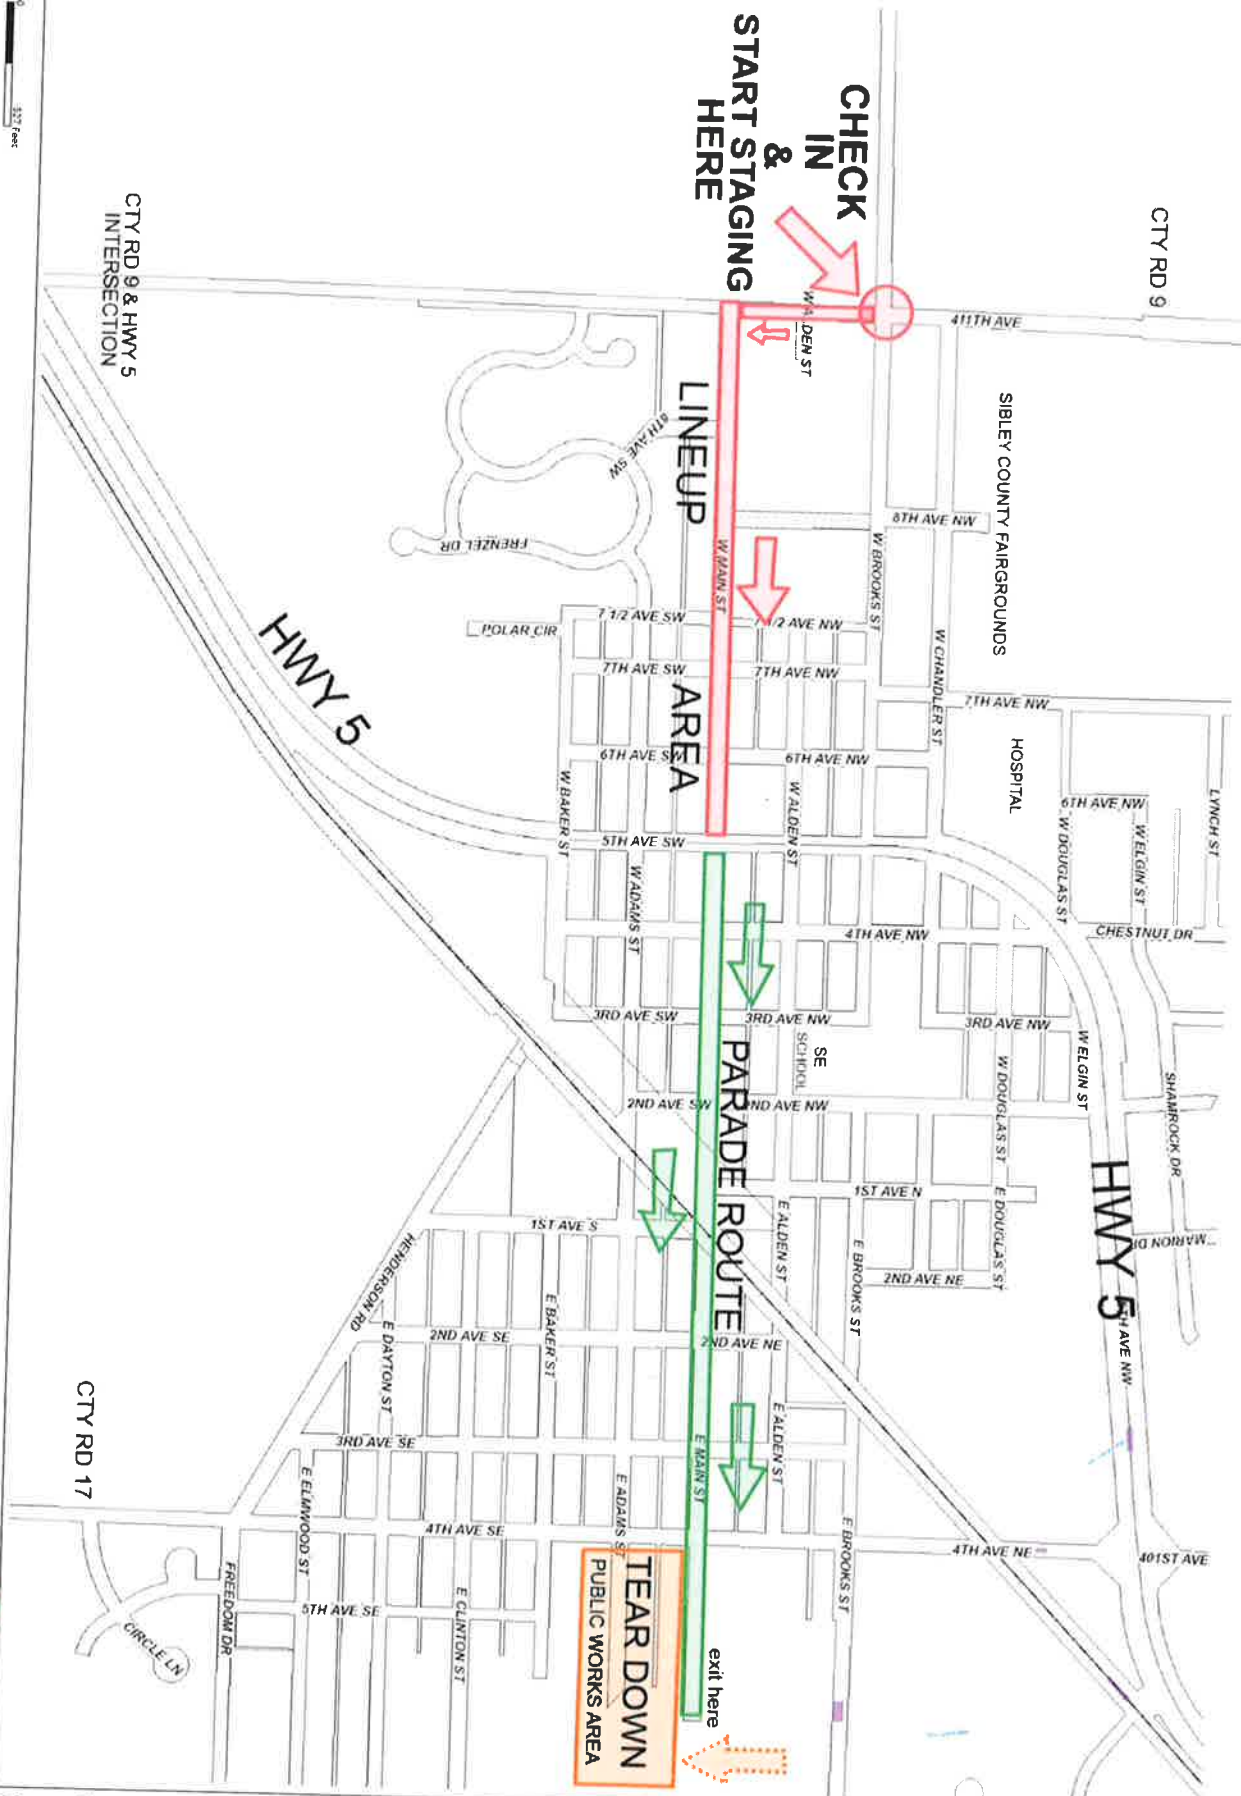 CHECK
IN
&
START STAGING
HERE
CTY RD 9
411TH AVE
W BROOKS ST
SIBLEY COUNTY FAIRGROUNDS
8TH AVE NW
W CHANDLER ST
7TH AVE NW
HOSPITAL
LYNCH ST
6TH AVE NW
W ELGIN ST
W DOUGLAS ST
CHESTNUT DR
4TH AVE NW
3RD AVE NW
W ELGIN ST
W DOUGLAS ST
SHAMROCK DR
HWY 5
MARION DR
401ST AVE
LINEUP
AREA
W MAIN ST
8TH AVE SW
FRENZEL DR
POLAR CIR
7 1/2 AVE SW
7TH AVE SW
7TH AVE NW
6TH AVE SW
6TH AVE NW
W ALDEN ST
W BAKER ST
5TH AVE SW
W ADAMS ST
3RD AVE SW
3RD AVE NW
SE
SCHOOL
2ND AVE SW
PARADE ROUTE
1ST AVE N
E DOUGLAS ST
E ALDEN ST
E BROOKS ST
2ND AVE NE
1ST AVE S
HENDERSON RD
E DAYTON ST
2ND AVE SE
E BAKER ST
2ND AVE NE
E ALDEN ST
3RD AVE SE
E MAIN ST
E ELMWOOD ST
E ADAMS ST
4TH AVE SE
4TH AVE NE
E BROOKS ST
FREEDOM DR
5TH AVE SE
E CLINTON ST
CIRCLE LN
TEAR DOWN
PUBLIC WORKS AREA
exit here
HWY 5
CTY RD 9 & HWY 5
INTERSECTION
CTY RD 17
0
527 Feet